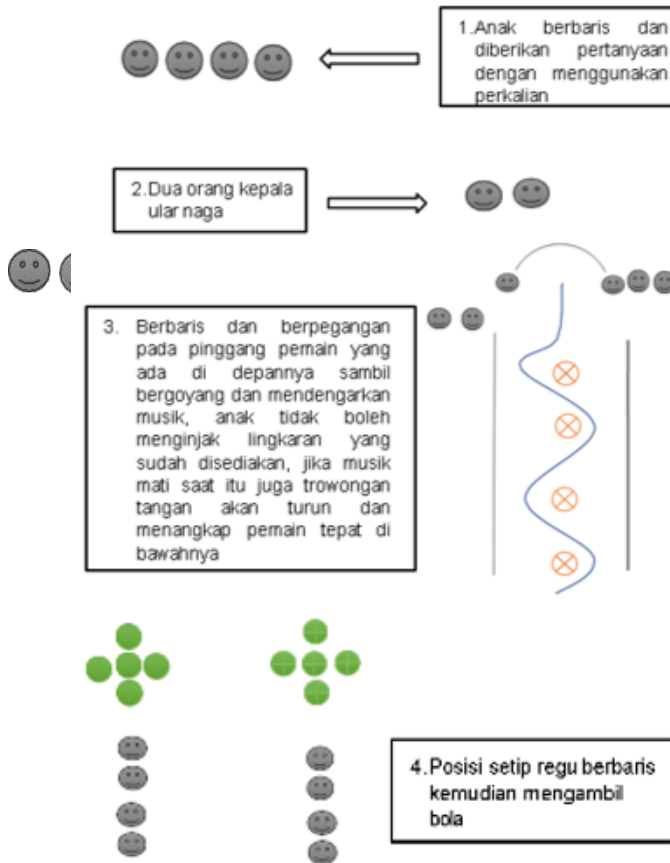 1.Anak berbaris dan
diberikan pertanyaan
dengan menggunakan
perkalian
2.Dua orang kepala
ular naga
3. Berbaris dan berpegangan
pada pinggang pemain yang
ada di depannya sambil
bergoyang dan mendengarkan
musik, anak tidak boleh
menginjak lingkaran yang
sudah disediakan, jika musik
mati saat itu juga trowongan
tangan akan turun dan
menangkap pemain tepat di
bawahnya
4.Posisi setip regu berbaris
kemudian mengambil
bola